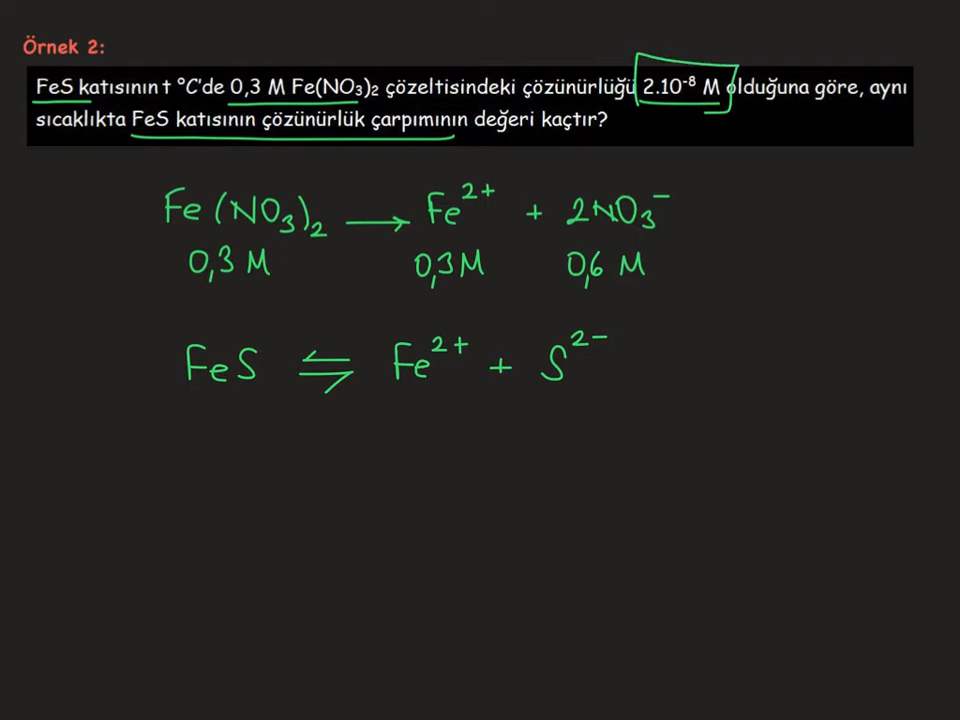 Örnek 2:
FeS katısının t °C'de 0,3 M Fe(NO₃)₂ çözeltisindeki çözünürlüğü 2.10⁻⁸ M olduğuna göre, aynı
sıcaklıkta FeS katısının çözünürlük çarpımının değeri kaçtır?
Fe(NO₃)₂ → Fe²⁺ + 2NO₃⁻
0,3 M 0,3 M 0,6 M
FeS ⇌ Fe²⁺ + S²⁻